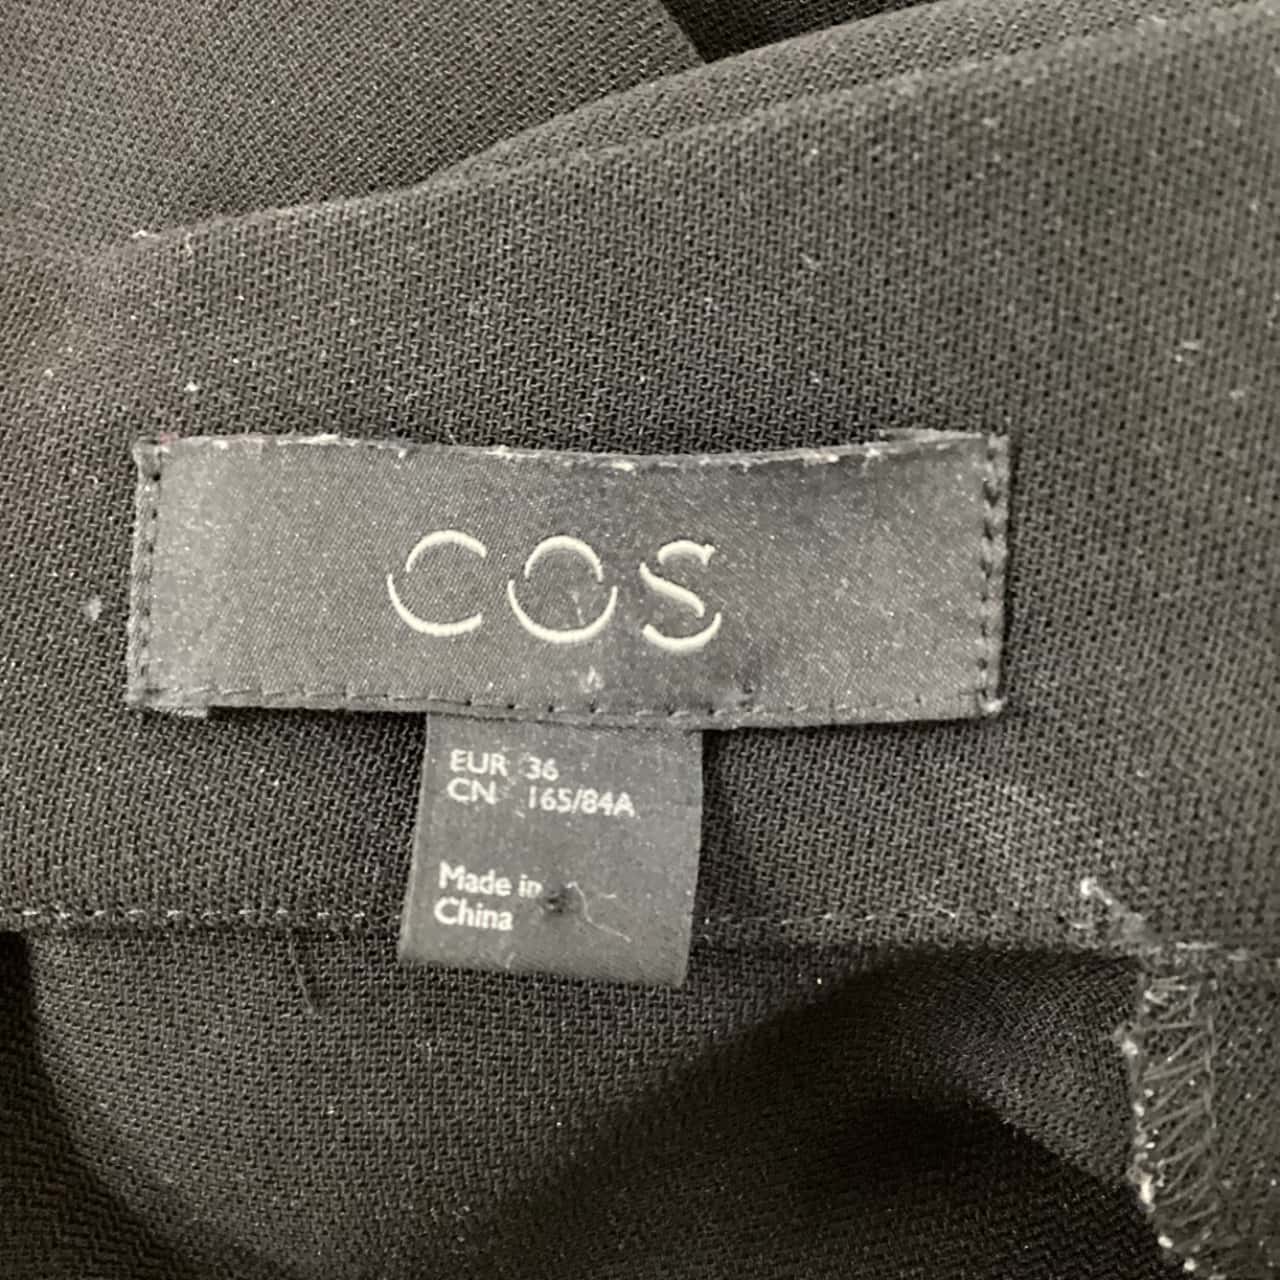 COS
EUR 36
CN 165/84A
Made in
China